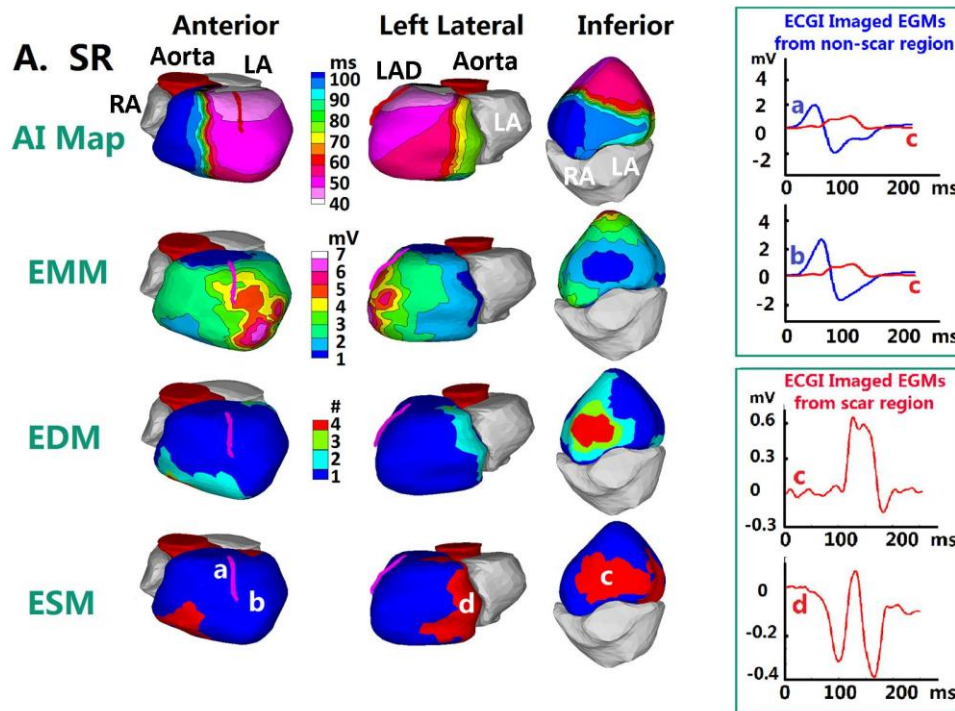 A. SR
Anterior
Left Lateral
Inferior
Aorta
LA
RA
LAD
Aorta
LA
RA
LA
AI Map
ms
100
90
80
70
60
50
40
EMM
mV
7
6
5
4
3
2
1
EDM
#
4
3
2
1
ESM
a
b
d
c
ECGI Imaged EGMs
from non-scar region
mV
4
2
0
-2
a
c
0
100
200
ms
4
2
0
-2
b
c
0
100
200
ms
ECGI Imaged EGMs
from scar region
mV
0.6
0.3
0
-0.3
c
0
-0.2
-0.4
d
0
100
200
ms